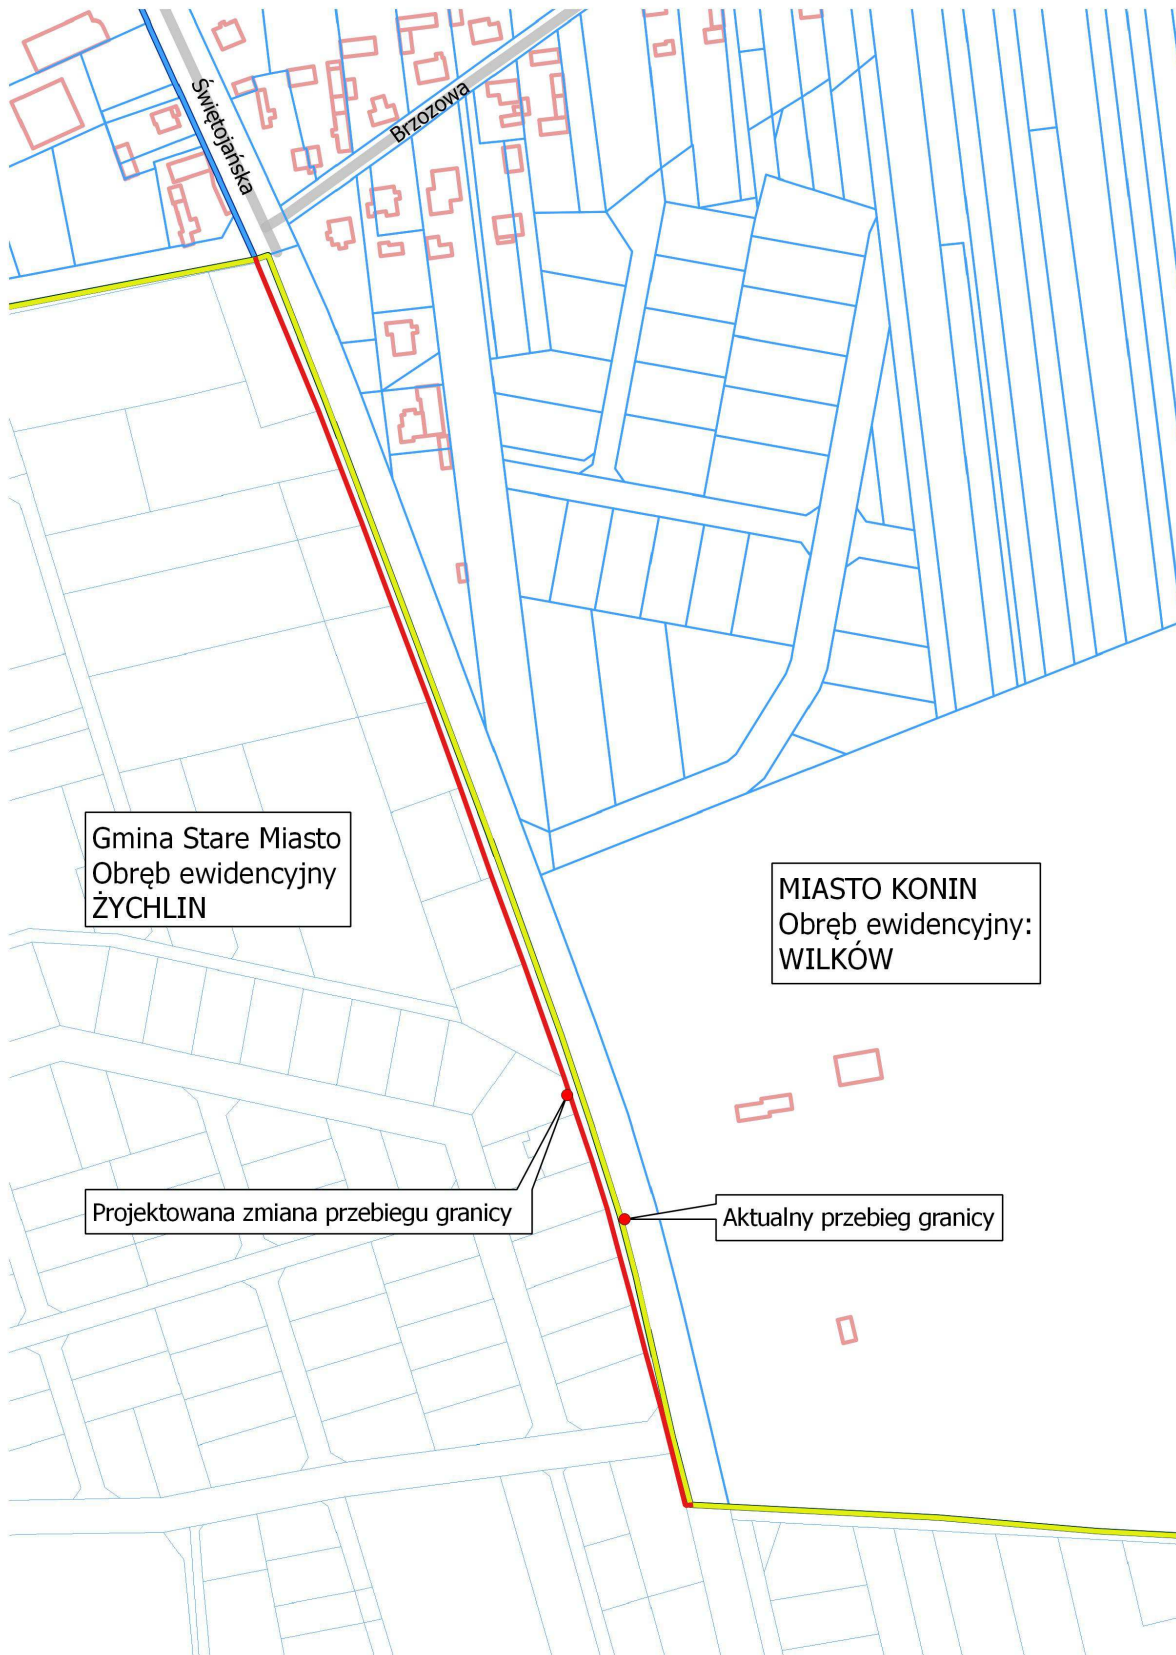 Świętojańska
Brzozowa
Gmina Stare Miasto
Obręb ewidencyjny
ŻYCHLIN
MIASTO KONIN
Obręb ewidencyjny:
WILKÓW
Projektowana zmiana przebiegu granicy
Aktualny przebieg granicy